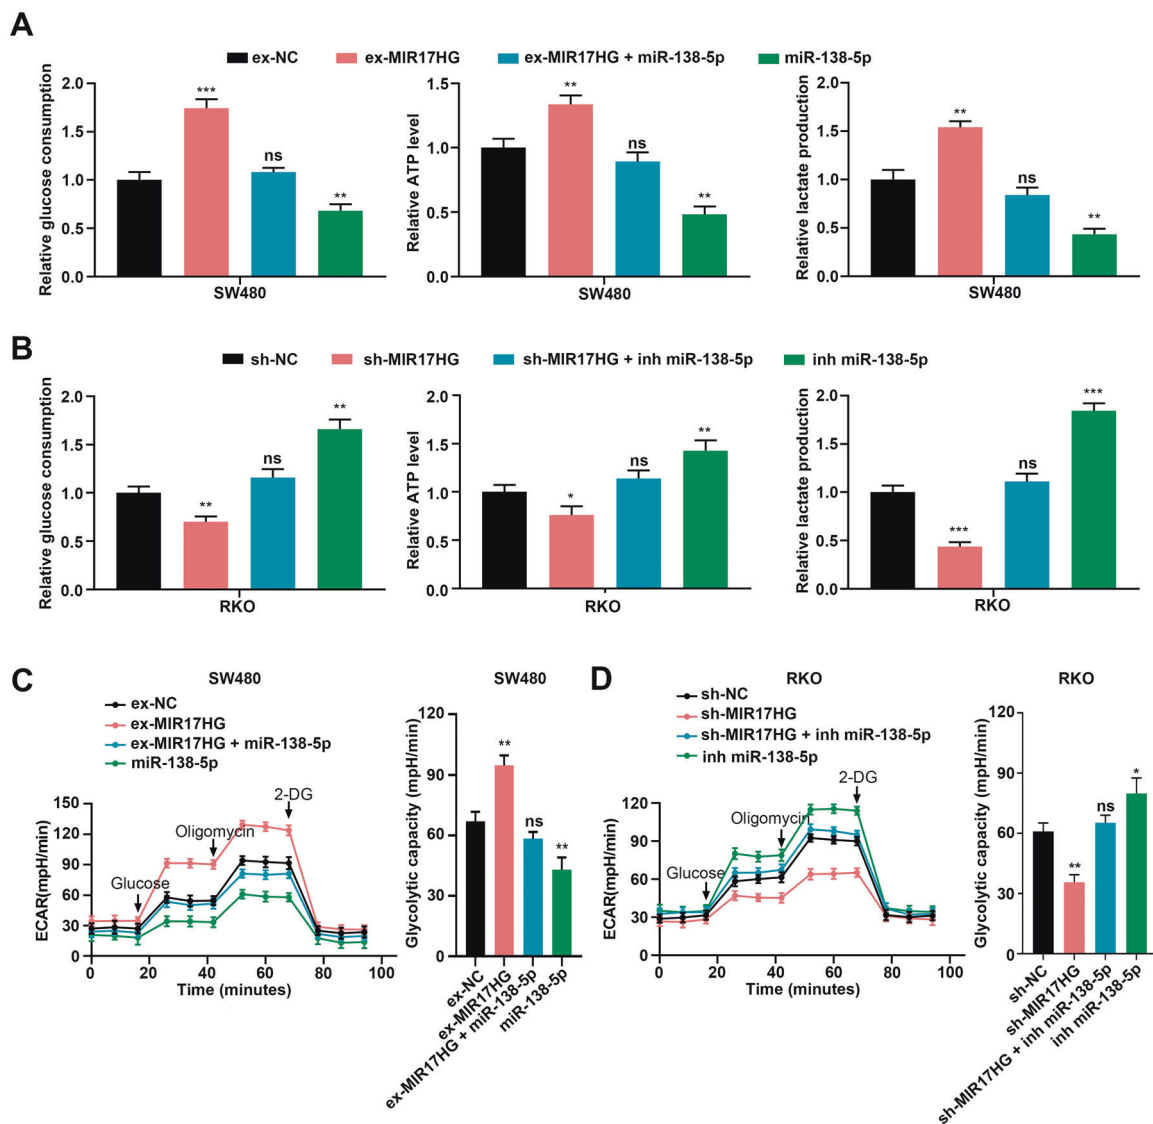 A
ex-NC ex-MIR17HG ex-MIR17HG + miR-138-5p miR-138-5p
Relative glucose consumption
2.0
1.5
1.0
0.5
0.0
***
ns
**
SW480
Relative ATP level
1.5
1.0
0.5
0.0
**
ns
**
SW480
Relative lactate production
2.0
1.5
1.0
0.5
0.0
**
ns
**
SW480
B
sh-NC sh-MIR17HG sh-MIR17HG + inh miR-138-5p inh miR-138-5p
Relative glucose consumption
2.0
1.5
1.0
0.5
0.0
**
ns
**
RKO
Relative ATP level
2.0
1.5
1.0
0.5
0.0
*
ns
**
RKO
Relative lactate production
2.0
1.5
1.0
0.5
0.0
***
ns
***
RKO
C
SW480
ex-NC
ex-MIR17HG
ex-MIR17HG + miR-138-5p
miR-138-5p
ECAR(mpH/min)
150
120
90
60
30
0
Glucose
Oligomycin
2-DG
0 20 40 60 80 100
Time (minutes)
SW480
Glycolytic capacity (mpH/min)
120
90
60
30
0
**
ns
**
ex-NC
ex-MIR17HG
ex-MIR17HG + miR-138-5p
miR-138-5p
D
RKO
sh-NC
sh-MIR17HG
sh-MIR17HG + inh miR-138-5p
inh miR-138-5p
ECAR(mpH/min)
120
90
60
30
0
Glucose
Oligomycin
2-DG
0 20 40 60 80 100
Time (minutes)
RKO
Glycolytic capacity (mpH/min)
120
90
60
30
0
**
ns
*
sh-NC
sh-MIR17HG
sh-MIR17HG + inh miR-138-5p
inh miR-138-5p